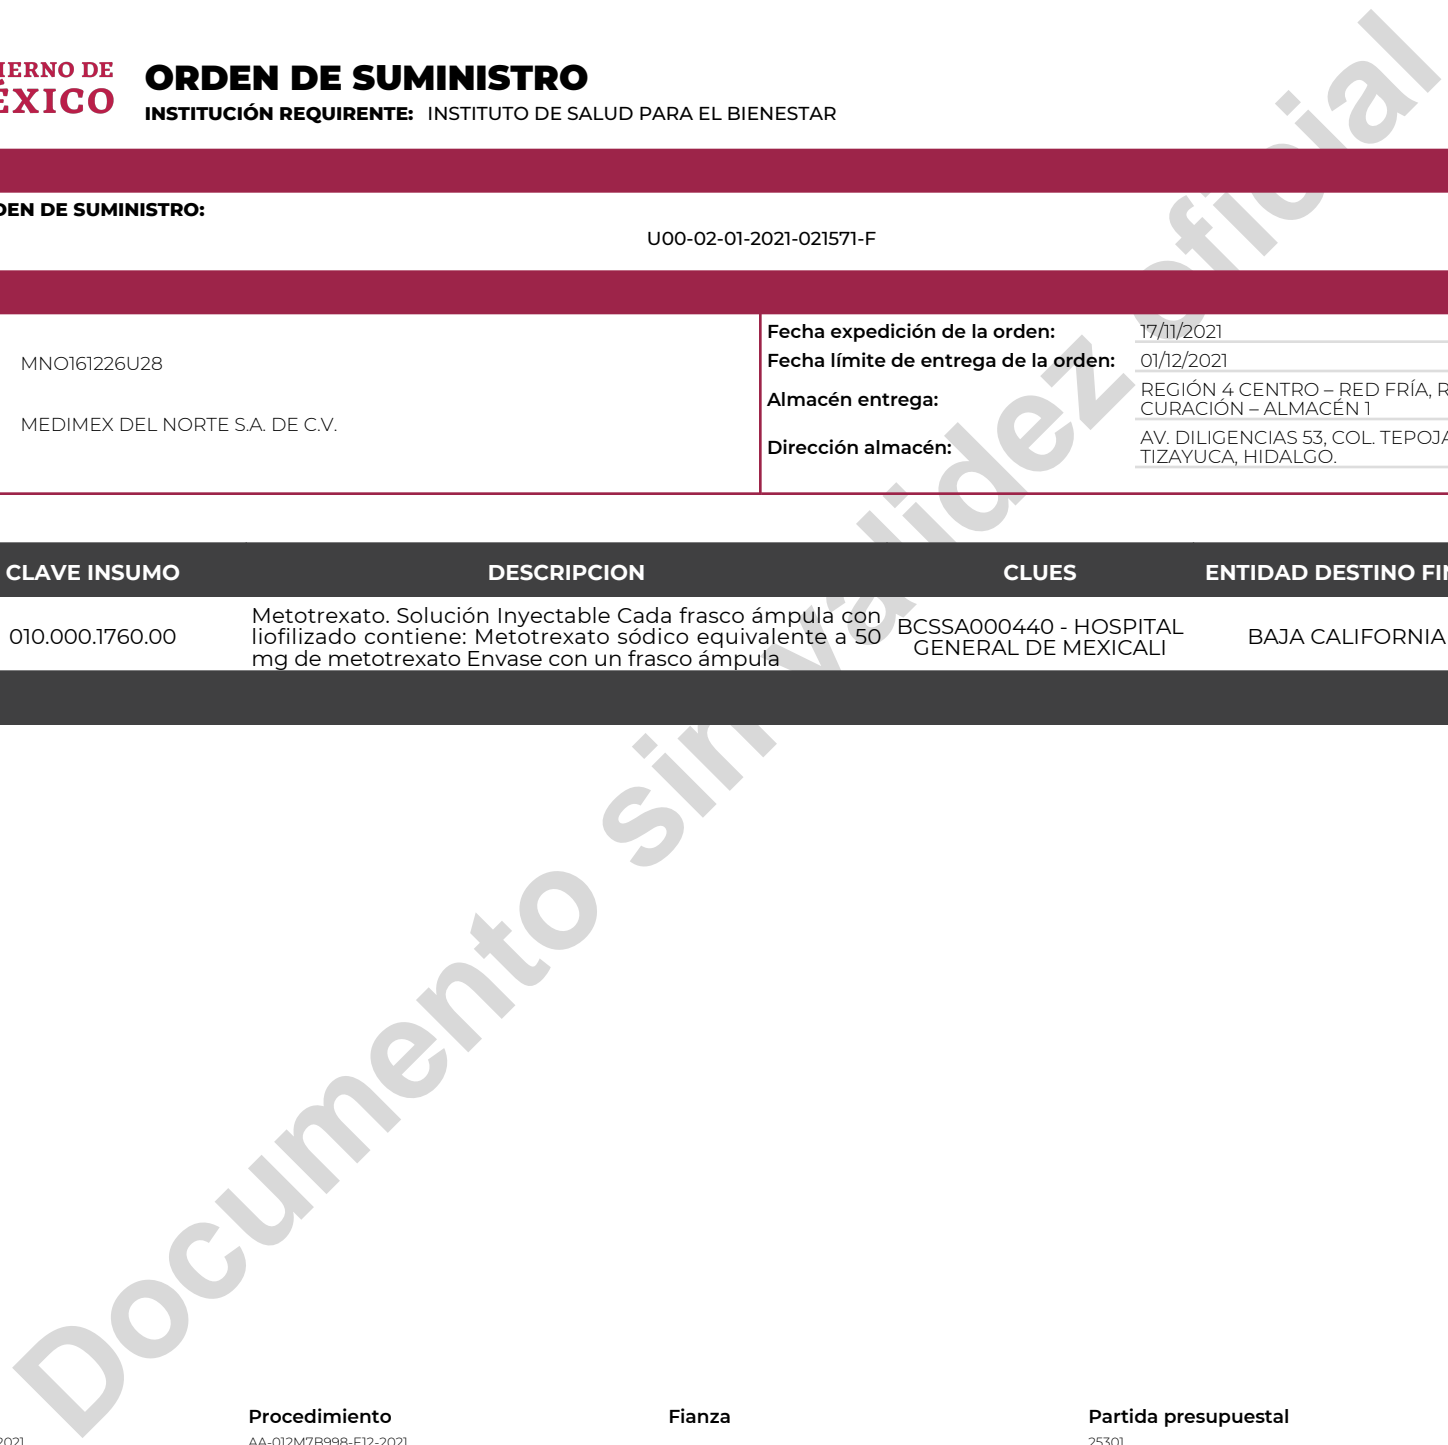 ORDEN DE SUMINISTRO
INSTITUCIÓN REQUIRENTE: INSTITUTO DE SALUD PARA EL BIENESTAR
DE
DE SUMINISTRO:
U00-02-01-2021-021571-F
MNO161226U28
MEDIMEX DEL NORTE S.A. DE C.V.
Fecha expedición de la orden: 17/11/2021
Fecha límite de entrega de la orden: 01/12/2021
Almacén entrega:
REGIÓN 4 CENTRO – RED FRÍA,
CURACIÓN – ALMACÉN 1
Dirección almacén:
AV. DILIGENCIAS 53, COL.
TIZAYUCA, HIDALGO.
CLAVE INSUMO DESCRIPCION CLUES ENTIDAD DESTINO
010.000.1760.00
Metotrexato. Solución Inyectable Cada frasco ámpula con
liofilizado contiene: Metotrexato sódico equivalente a 50
mg de metotrexato Envase con un frasco ámpula
BCSSA000440 - HOSPITAL
GENERAL DE MEXICALI
BAJA CALIFORNIA
Documento sin validez oficial
Procedimiento Fianza Partida presupuestal
AA-012M7B998-E12-2021 25301